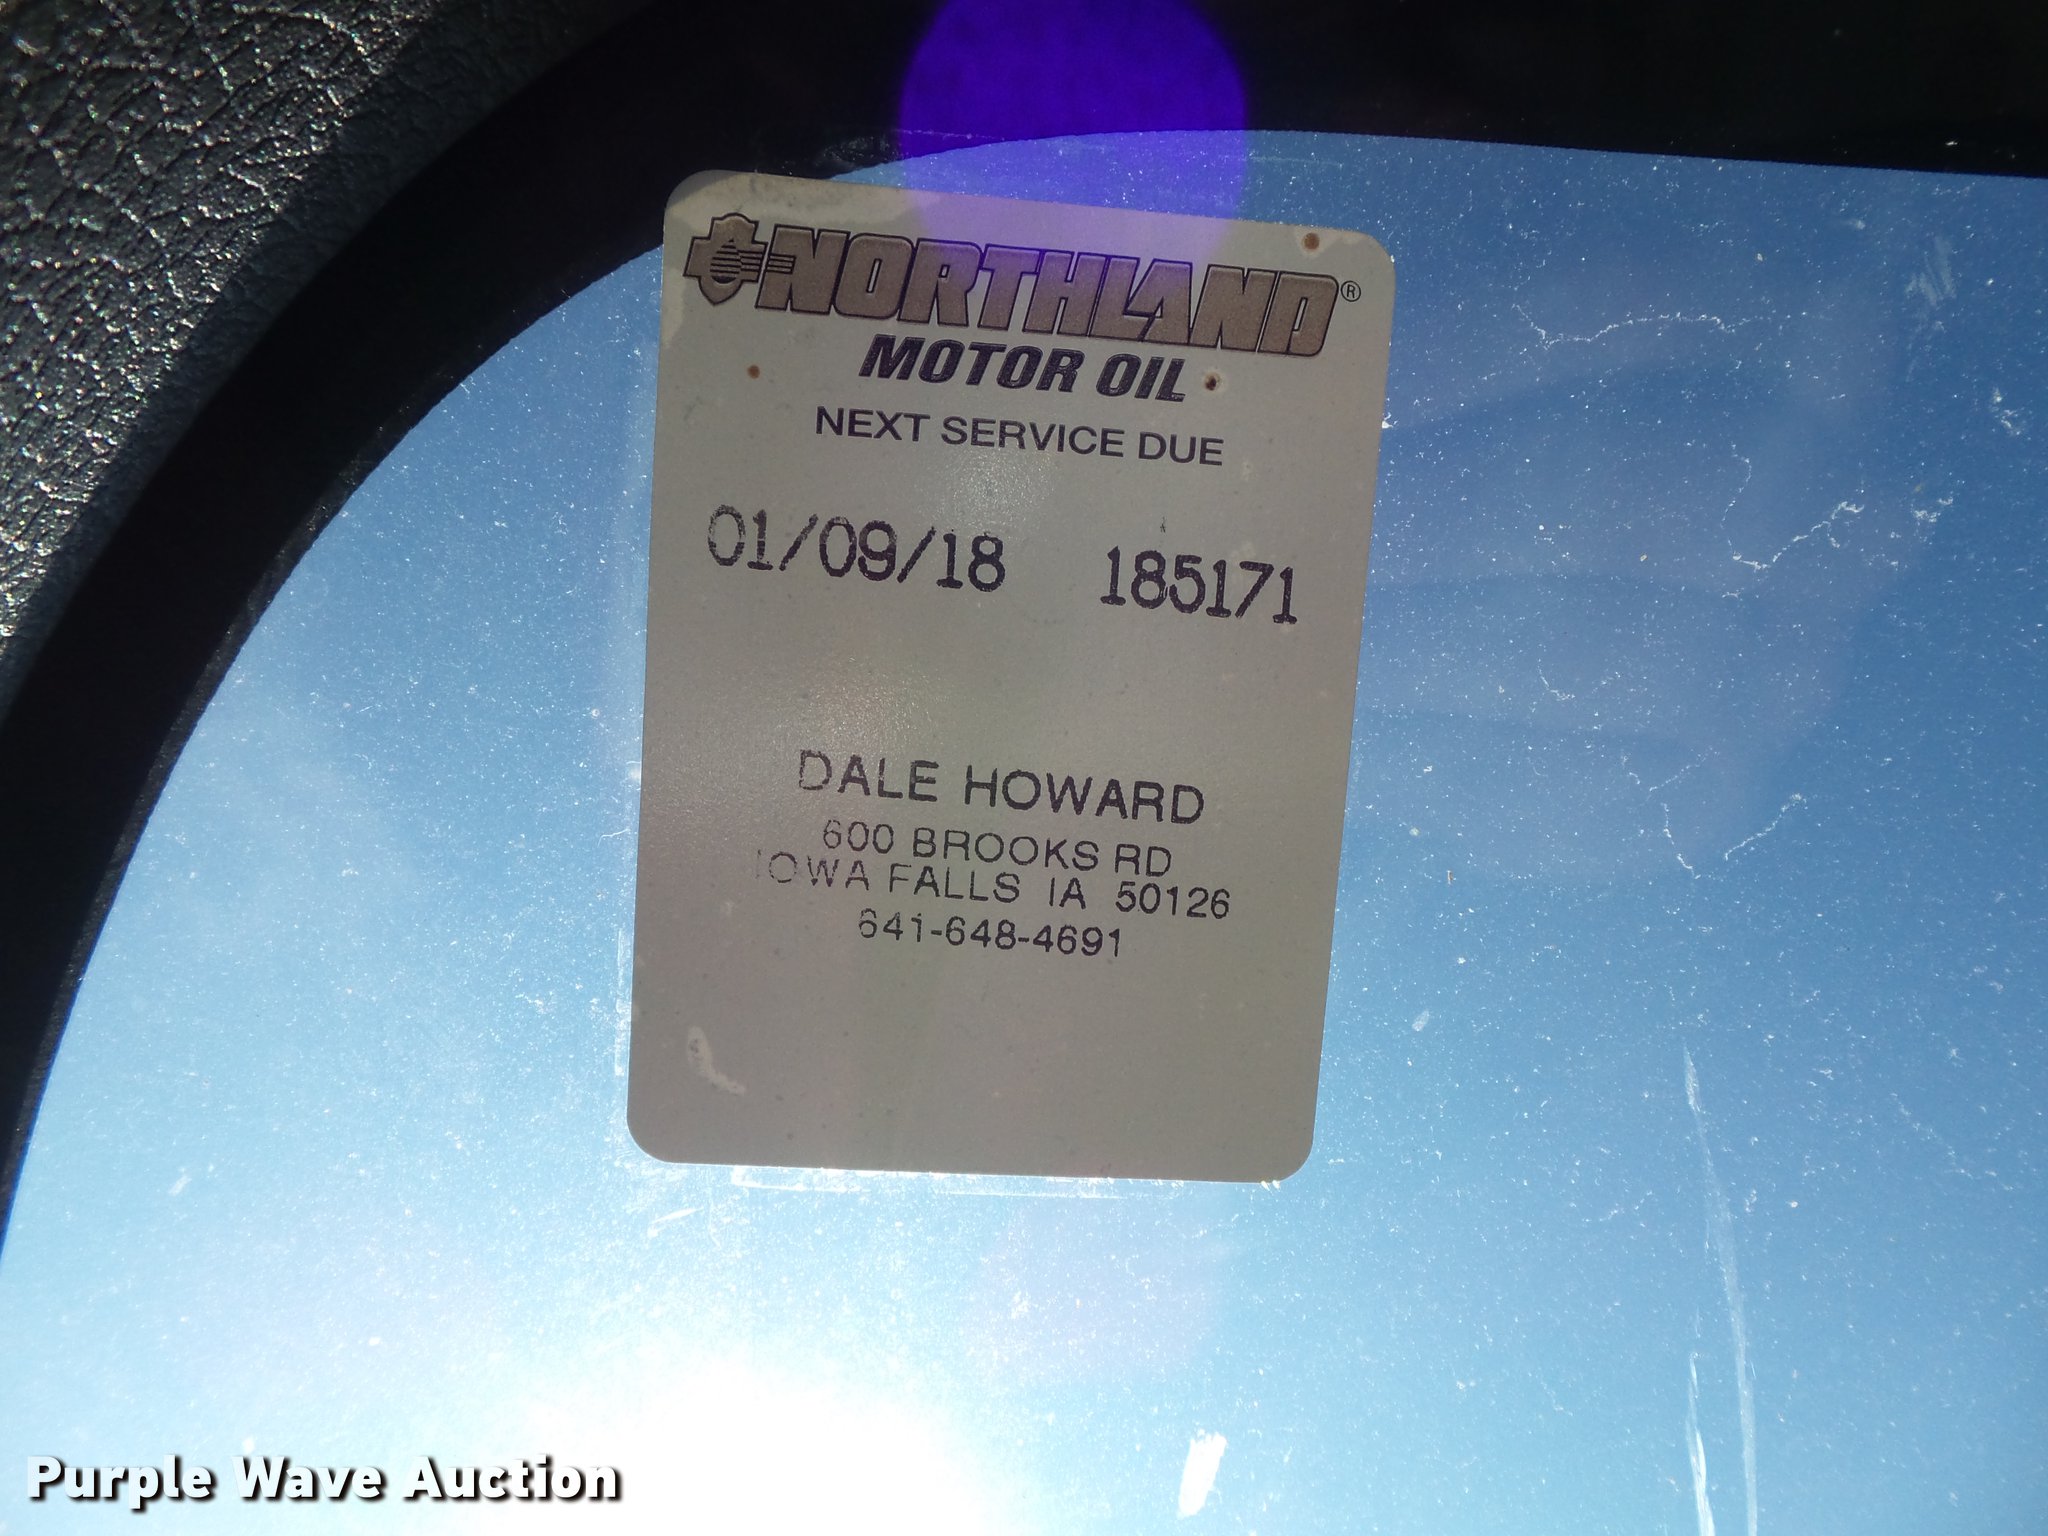 NORTHLAND®
MOTOR OIL
NEXT SERVICE DUE
01/09/18 185171
DALE HOWARD
600 BROOKS RD
IOWA FALLS IA 50126
641-648-4691
Purple Wave Auction